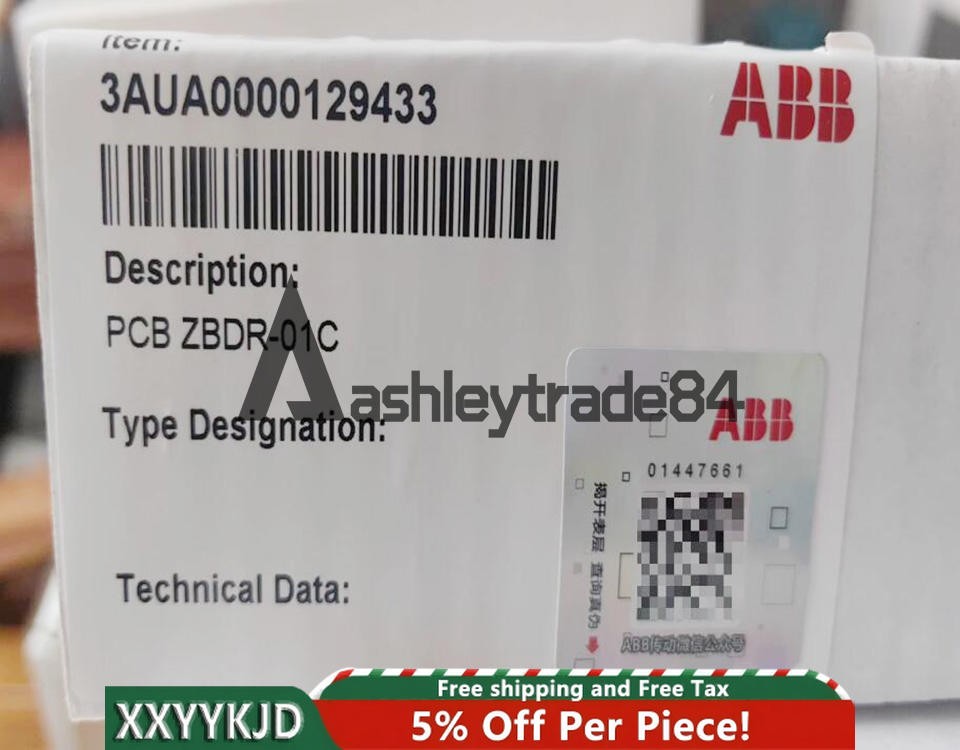 Item:
3AUA0000129433
ABB
Description:
PCB ZBDR-01C
Type Designation:
Technical Data:
ashleytrade84
ABB
01447661
揭开表层 查询真伪
ABB传动微信公众号
XXYYKJD
Free shipping and Free Tax
5% Off Per Piece!